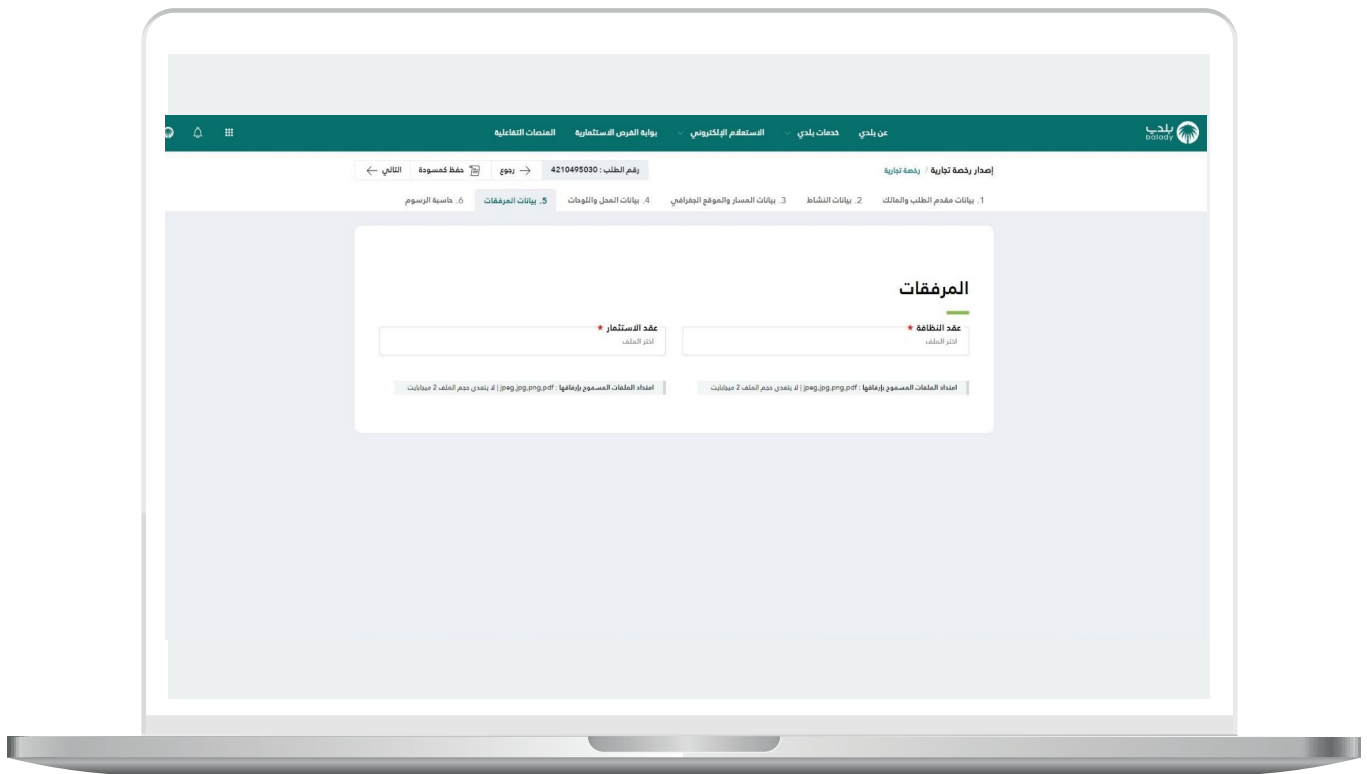 بلدي
balady
عن بلدي خدمات بلدي الاستعلام الإلكتروني بوابة الفرص الاستثمارية المنصات التفاعلية
إصدار رخصة تجارية / رخصة تجارية
رقم الطلب : 4210495030 رجوع حفظ كمسودة التالي
1. بيانات مقدم الطلب والمالك 2. بيانات النشاط 3. بيانات المسار والموقع الجغرافي 4. بيانات المحل واللوحات 5. بيانات المرفقات 6. حاسبة الرسوم
المرفقات
عقد النظافة * عقد الاستثمار *
اختر الملف اختر الملف
امتداد الملفات المسموح بإرفاقها : jpeg,jpg,png,pdf | لا يتعدى حجم الملف 2 ميجابايت امتداد الملفات المسموح بإرفاقها : jpeg,jpg,png,pdf | لا يتعدى حجم الملف 2 ميجابايت